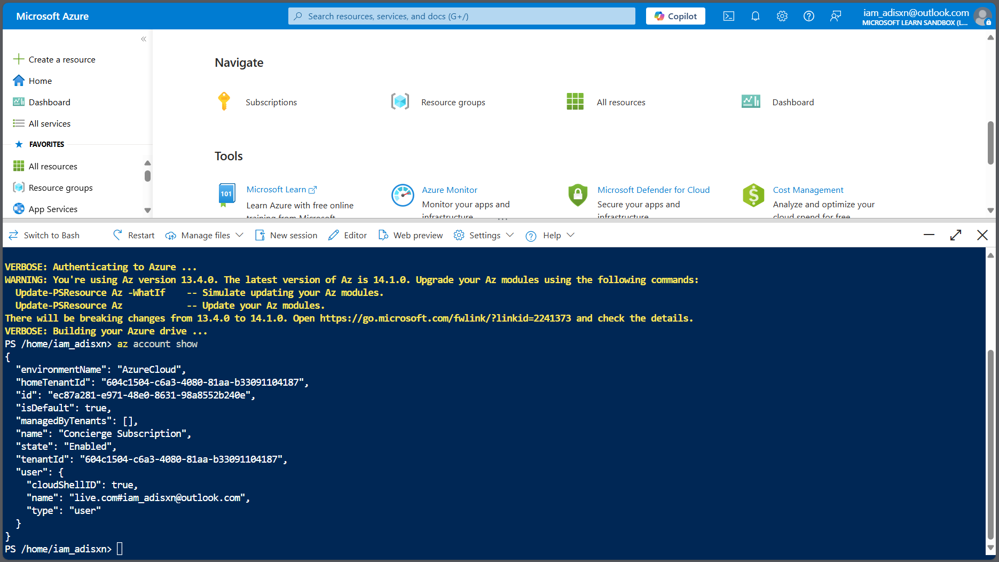 Microsoft Azure
Search resources, services, and docs (G+/)
Copilot
iam_adisxn@outlook.com
MICROSOFT LEARN SANDBOX (L...
Create a resource
Home
Dashboard
All services
FAVORITES
All resources
Resource groups
App Services
Navigate
Subscriptions
Resource groups
All resources
Dashboard
Tools
101
Microsoft Learn
Learn Azure with free online
training from Microsoft
Azure Monitor
Monitor your apps and
infrastructure
Microsoft Defender for Cloud
Secure your apps and
infrastructure
Cost Management
Analyze and optimize your
cloud spend for free
Switch to Bash
Restart
Manage files
New session
Editor
Web preview
Settings
Help
VERBOSE: Authenticating to Azure ...
WARNING: You're using Az version 13.4.0. The latest version of Az is 14.1.0. Upgrade your Az modules using the following commands:
  Update-PSResource Az -WhatIf    -- Simulate updating your Az modules.
  Update-PSResource Az            -- Update your Az modules.
There will be breaking changes from 13.4.0 to 14.1.0. Open https://go.microsoft.com/fwlink/?linkid=2241373 and check the details.
VERBOSE: Building your Azure drive ...
PS /home/iam_adisxn> az account show
{
  "environmentName": "AzureCloud",
  "homeTenantId": "604c1504-c6a3-4080-81aa-b33091104187",
  "id": "ec87a281-e971-48e0-8631-98a8552b240e",
  "isDefault": true,
  "managedByTenants": [],
  "name": "Concierge Subscription",
  "state": "Enabled",
  "tenantId": "604c1504-c6a3-4080-81aa-b33091104187",
  "user": {
    "cloudShellID": true,
    "name": "live.com#iam_adisxn@outlook.com",
    "type": "user"
  }
}
PS /home/iam_adisxn>